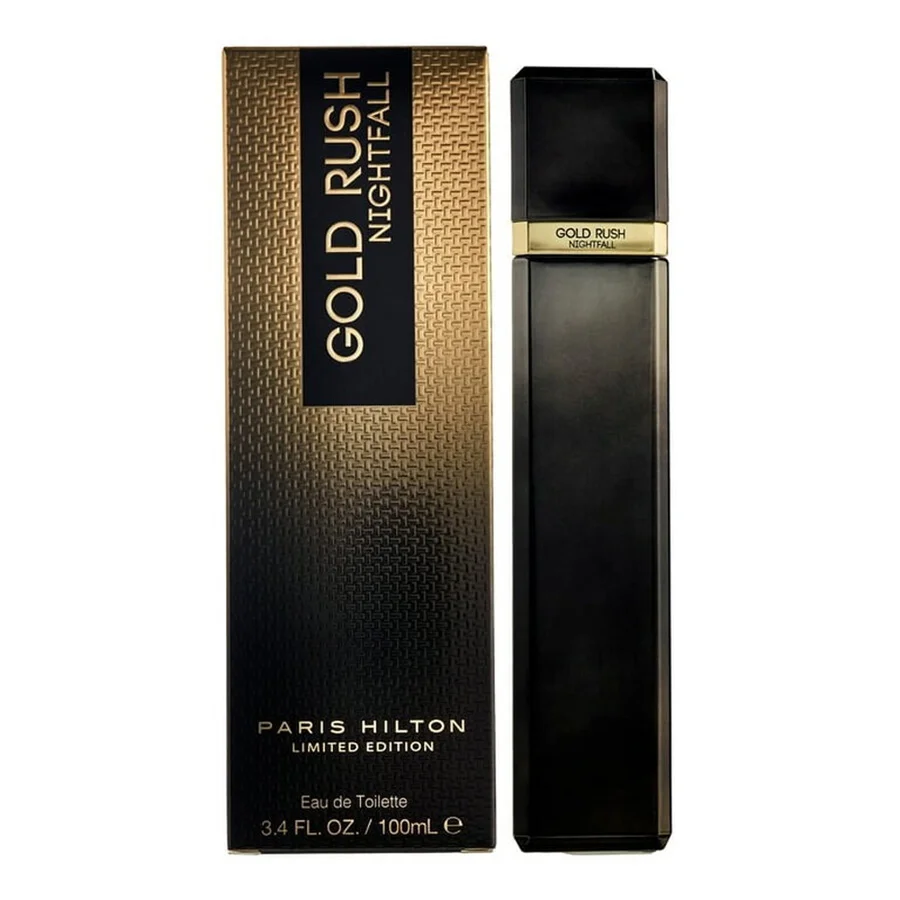 GOLD RUSH
NIGHTFALL
PARIS HILTON
LIMITED EDITION
Eau de Toilette
3.4 FL. OZ. / 100mL ℮
GOLD RUSH
NIGHTFALL